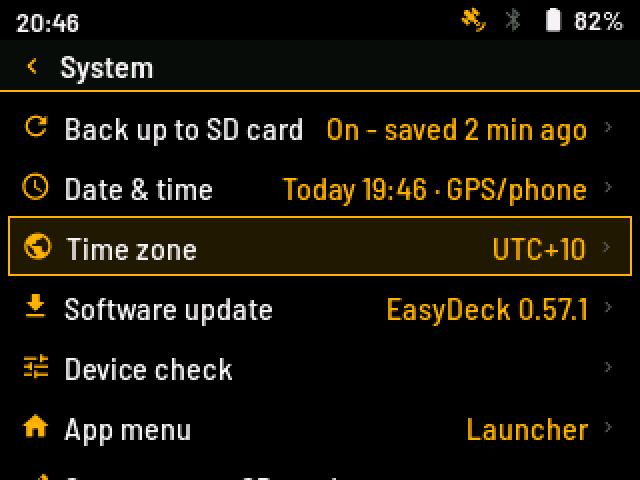 20:46 82%
System
Back up to SD card On - saved 2 min ago
Date & time Today 19:46 · GPS/phone
Time zone UTC+10
Software update EasyDeck 0.57.1
Device check
App menu Launcher